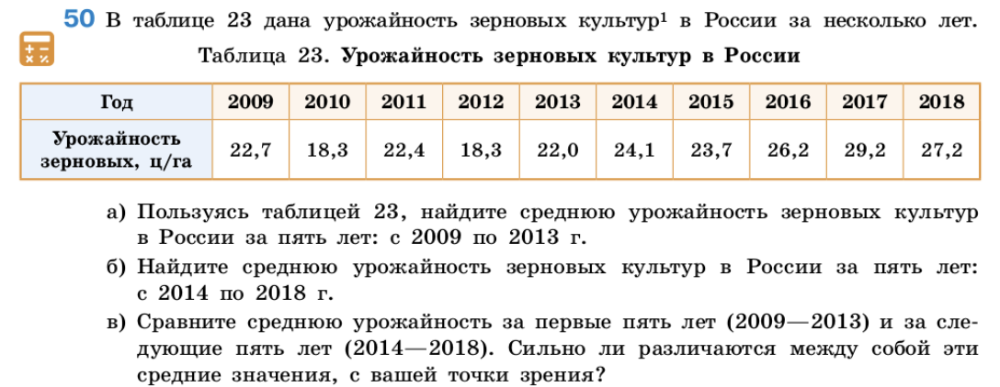 50 В таблице 23 дана урожайность зерновых культур¹ в России за несколько лет.
Таблица 23. Урожайность зерновых культур в России
Год 2009 2010 2011 2012 2013 2014 2015 2016 2017 2018
Урожайность
зерновых, ц/га 22,7 18,3 22,4 18,3 22,0 24,1 23,7 26,2 29,2 27,2
а) Пользуясь таблицей 23, найдите среднюю урожайность зерновых культур
в России за пять лет: с 2009 по 2013 г.
б) Найдите среднюю урожайность зерновых культур в России за пять лет:
с 2014 по 2018 г.
в) Сравните среднюю урожайность за первые пять лет (2009—2013) и за сле-
дующие пять лет (2014—2018). Сильно ли различаются между собой эти
средние значения, с вашей точки зрения?